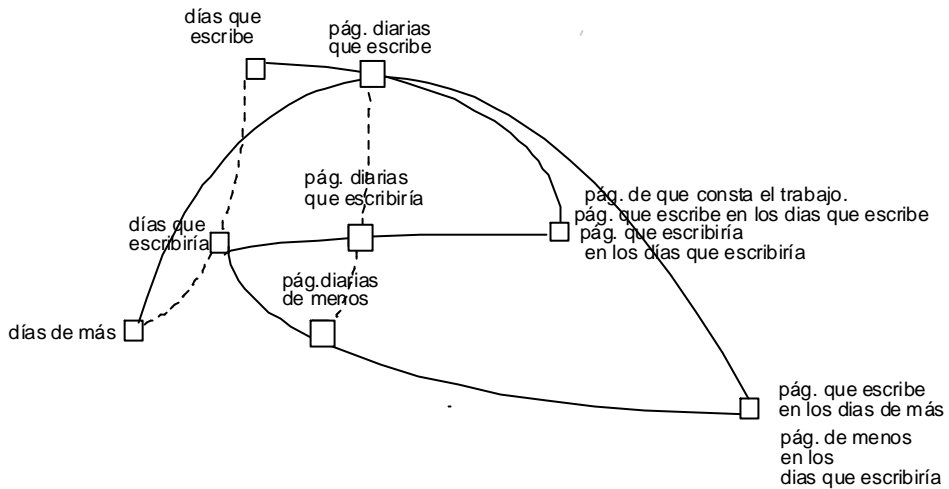 días que
escribe
pág. diarias
que escribe
pág. diarias
que escribiría
pág. de que consta el trabajo.
pág. que escribe en los dias que escribe
pág. que escribiría
en los días que escribiría
días que
escribiría
pág.diarias
de menos
días de más
pág. que escribe
en los dias de más
pág. de menos
en los
dias que escribiría